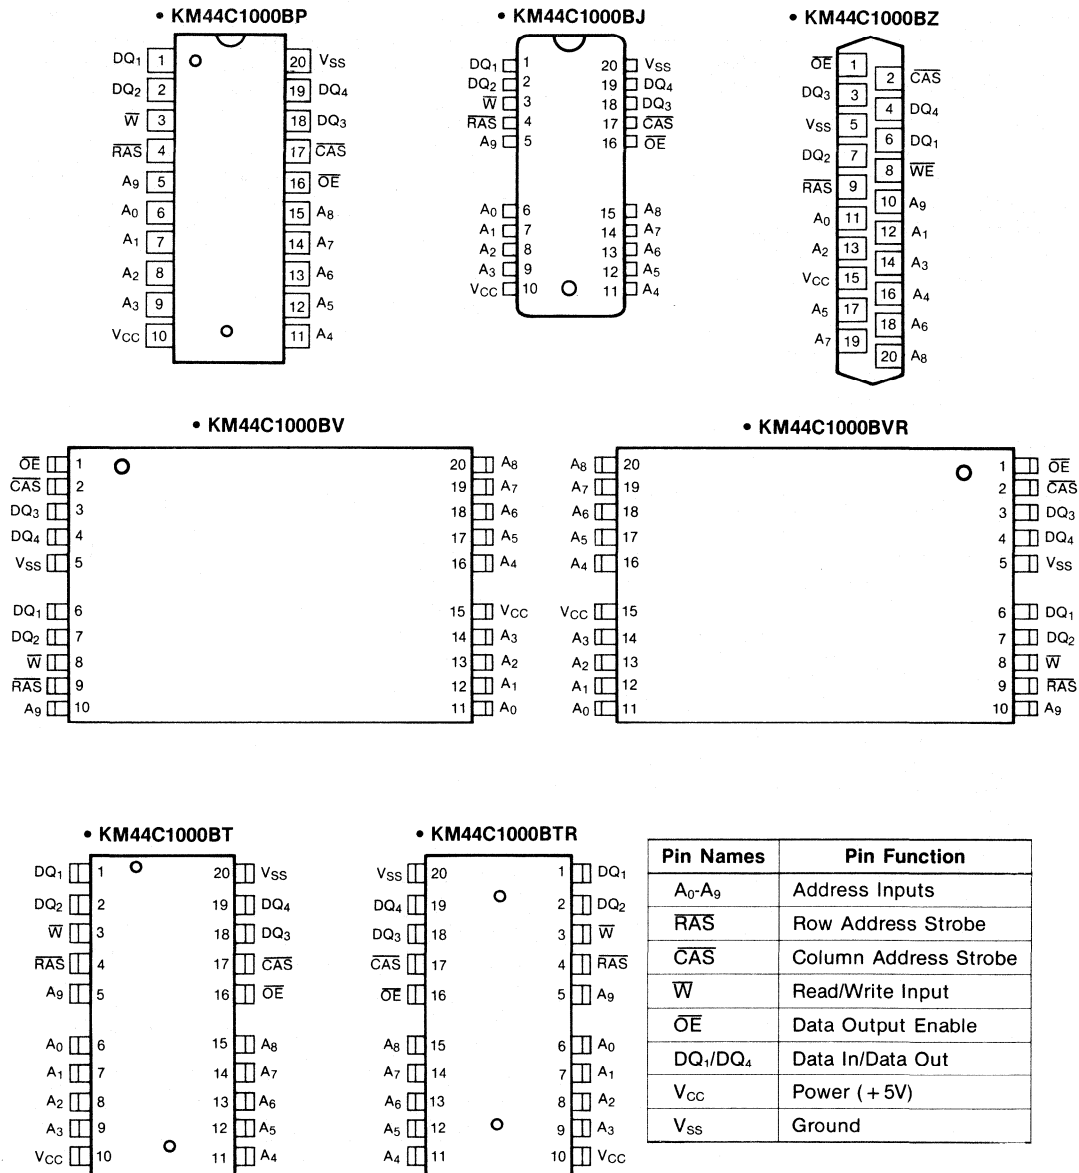 • KM44C1000BP
DQ₁ 1 20 VSS
DQ₂ 2 19 DQ₄
W̅ 3 18 DQ₃
R̅A̅S̅ 4 17 C̅A̅S̅
A₉ 5 16 O̅E̅
A₀ 6 15 A₈
A₁ 7 14 A₇
A₂ 8 13 A₆
A₃ 9 12 A₅
VCC 10 11 A₄
• KM44C1000BJ
DQ₁ 1 20 VSS
DQ₂ 2 19 DQ₄
W̅ 3 18 DQ₃
R̅A̅S̅ 4 17 C̅A̅S̅
A₉ 5 16 O̅E̅
A₀ 6 15 A₈
A₁ 7 14 A₇
A₂ 8 13 A₆
A₃ 9 12 A₅
VCC 10 11 A₄
• KM44C1000BZ
O̅E̅ 1
2 C̅A̅S̅
DQ₃ 3
4 DQ₄
VSS 5
6 DQ₁
DQ₂ 7
8 W̅E̅
R̅A̅S̅ 9
10 A₉
A₀ 11
12 A₁
A₂ 13
14 A₃
VCC 15
16 A₄
A₅ 17
18 A₆
A₇ 19
20 A₈
• KM44C1000BV
O̅E̅ 1 20 A₈
C̅A̅S̅ 2 19 A₇
DQ₃ 3 18 A₆
DQ₄ 4 17 A₅
VSS 5 16 A₄
DQ₁ 6 15 VCC
DQ₂ 7 14 A₃
W̅ 8 13 A₂
R̅A̅S̅ 9 12 A₁
A₉ 10 11 A₀
• KM44C1000BVR
A₈ 20 1 O̅E̅
A₇ 19 2 C̅A̅S̅
A₆ 18 3 DQ₃
A₅ 17 4 DQ₄
A₄ 16 5 VSS
VCC 15 6 DQ₁
A₃ 14 7 DQ₂
A₂ 13 8 W̅
A₁ 12 9 R̅A̅S̅
A₀ 11 10 A₉
• KM44C1000BT
DQ₁ 1 20 VSS
DQ₂ 2 19 DQ₄
W̅ 3 18 DQ₃
R̅A̅S̅ 4 17 C̅A̅S̅
A₉ 5 16 O̅E̅
A₀ 6 15 A₈
A₁ 7 14 A₇
A₂ 8 13 A₆
A₃ 9 12 A₅
VCC 10 11 A₄
• KM44C1000BTR
VSS 20 1 DQ₁
DQ₄ 19 2 DQ₂
DQ₃ 18 3 W̅
C̅A̅S̅ 17 4 R̅A̅S̅
O̅E̅ 16 5 A₉
A₈ 15 6 A₀
A₇ 14 7 A₁
A₆ 13 8 A₂
A₅ 12 9 A₃
A₄ 11 10 VCC
Pin Names Pin Function
A₀-A₉ Address Inputs
R̅A̅S̅ Row Address Strobe
C̅A̅S̅ Column Address Strobe
W̅ Read/Write Input
O̅E̅ Data Output Enable
DQ₁/DQ₄ Data In/Data Out
VCC Power (+5V)
VSS Ground